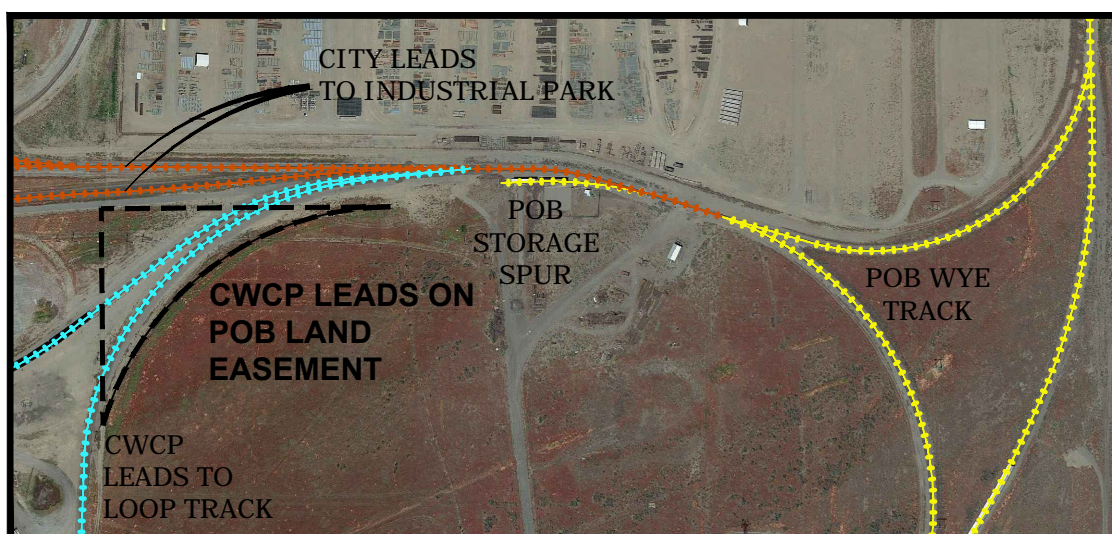 CITY LEADS
TO INDUSTRIAL PARK
POB
STORAGE
SPUR
POB WYE
TRACK
CWCP LEADS ON
POB LAND
EASEMENT
CWCP
LEADS TO
LOOP TRACK